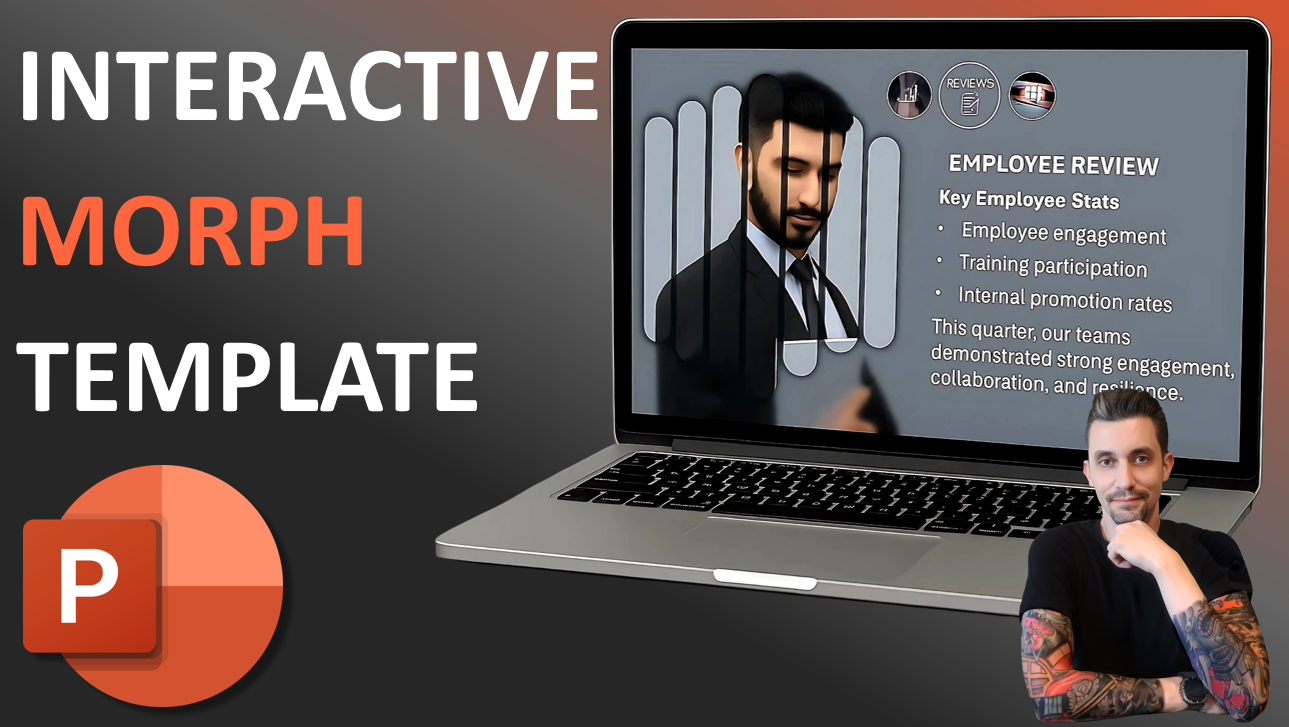 INTERACTIVE
MORPH
TEMPLATE
P
REVIEWS
EMPLOYEE REVIEW
Key Employee Stats
• Employee engagement
• Training participation
• Internal promotion rates
This quarter, our teams
demonstrated strong engagement,
collaboration, and resilience.